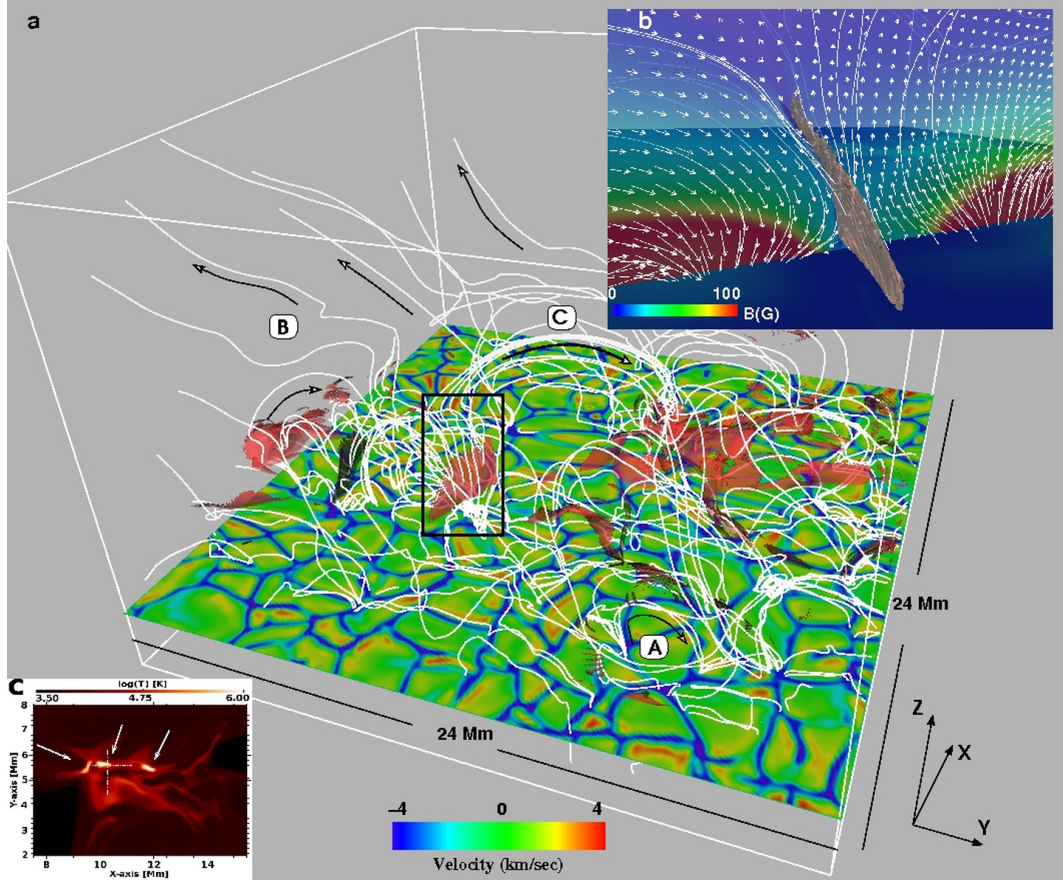 a
b
0 100
B(G)
B
C
A
24 Mm
24 Mm
Z
X
Y
C
log(T) [K]
3.50 4.75 6.00
Y-axis [Mm]
8
7
6
5
4
3
2
8 10 12 14
X-axis [Mm]
−4 0 4
Velocity (km/sec)